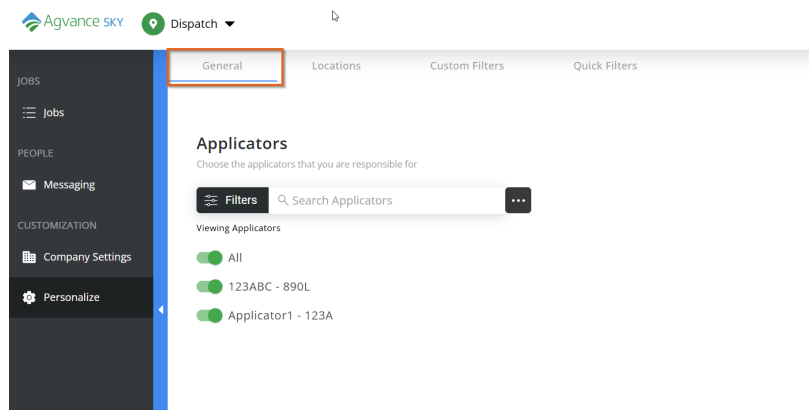 Agvance SKY Dispatch
General Locations Custom Filters Quick Filters
JOBS
Jobs
PEOPLE
Messaging
CUSTOMIZATION
Company Settings
Personalize
Applicators
Choose the applicators that you are responsible for
Filters Search Applicators
Viewing Applicators
All
123ABC - 890L
Applicator1 - 123A